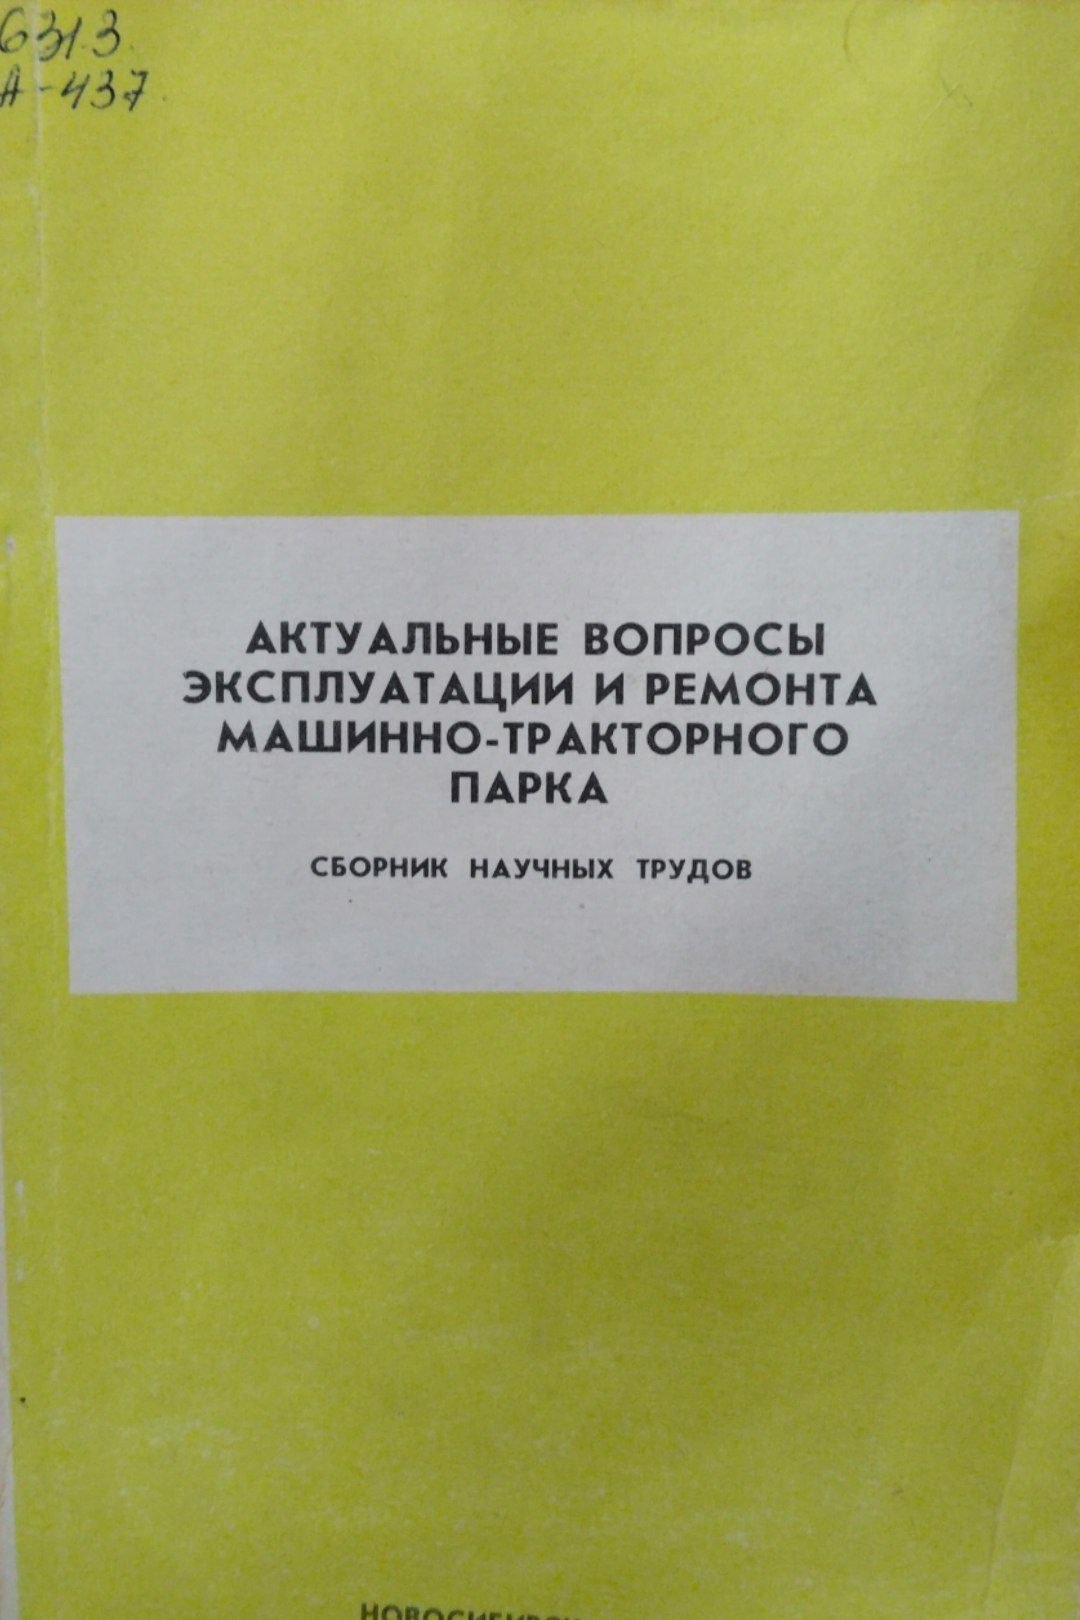 631.3
А-437
АКТУАЛЬНЫЕ ВОПРОСЫ
ЭКСПЛУАТАЦИИ И РЕМОНТА
МАШИННО-ТРАКТОРНОГО
ПАРКА
СБОРНИК НАУЧНЫХ ТРУДОВ